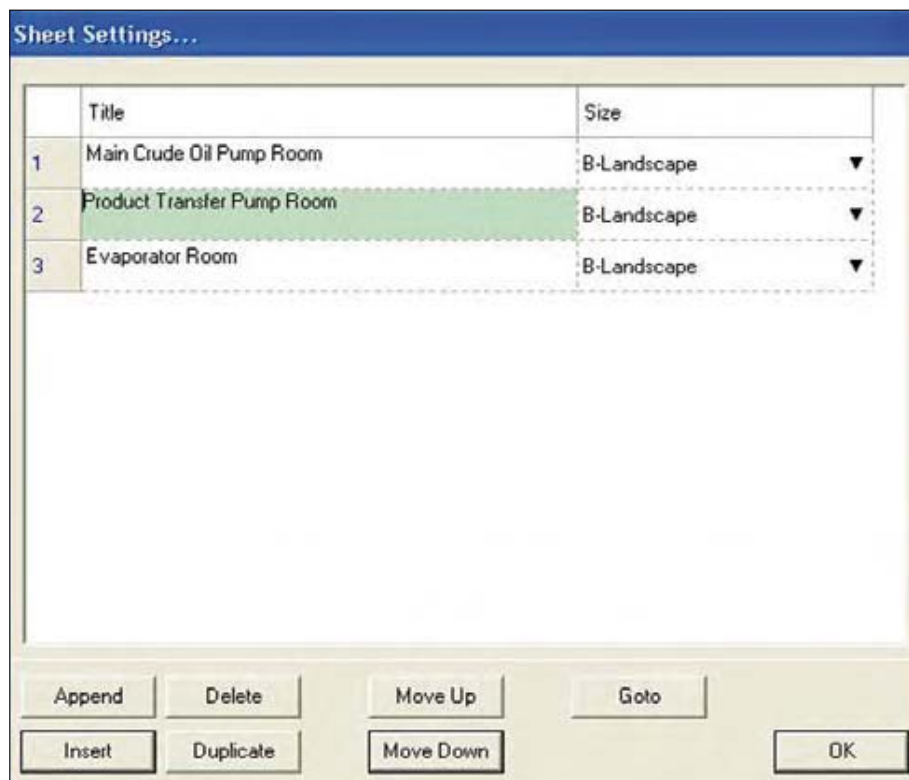 Sheet Settings...
Title Size
1 Main Crude Oil Pump Room B-Landscape
2 Product Transfer Pump Room B-Landscape
3 Evaporator Room B-Landscape
Append Delete Move Up Goto
Insert Duplicate Move Down OK